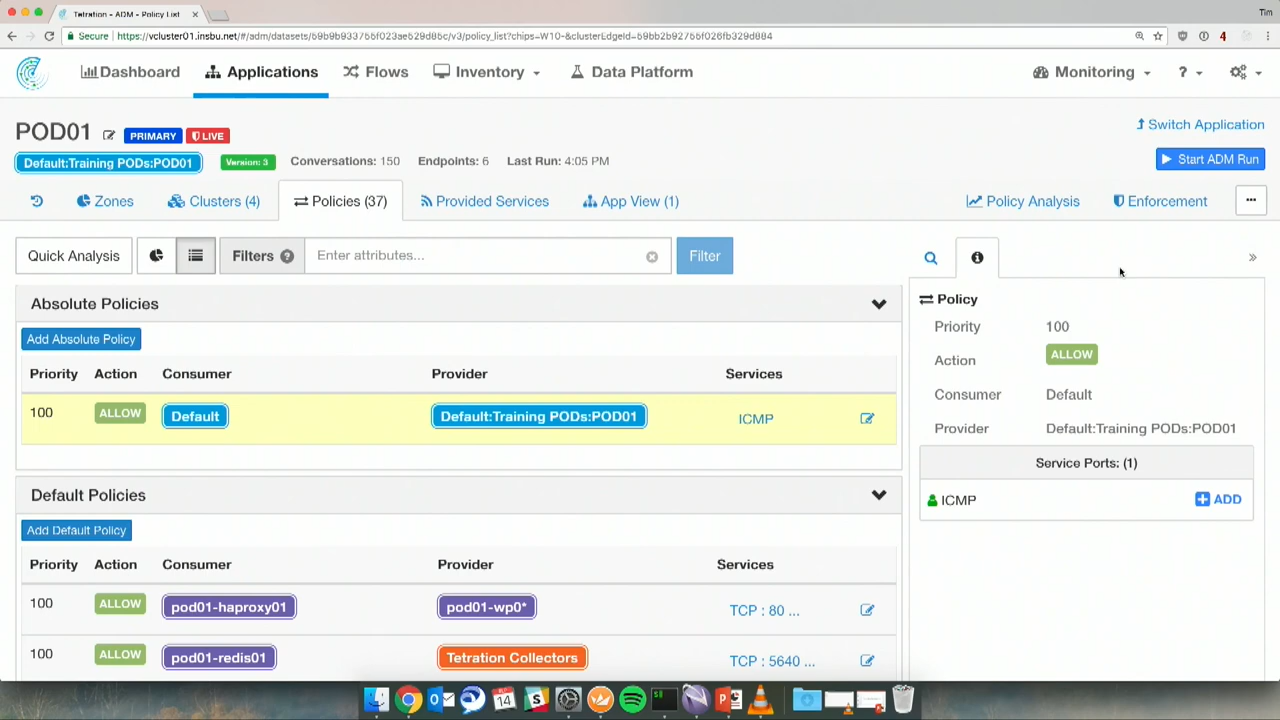 Tetration - ADM - Policy List
Tim
Secure https://vcluster01.insbu.net/#/adm/datasets/59b9b933755f023ae529d85c/v3/policy_list?chips=W10-&clusterEdgeId=59bb2b92755f026fb329d884
4
Dashboard Applications Flows Inventory Data Platform Monitoring ?
POD01 PRIMARY LIVE
Switch Application
Default:Training PODs:POD01 Version: 3 Conversations: 150 Endpoints: 6 Last Run: 4:05 PM
Start ADM Run
Zones Clusters (4) Policies (37) Provided Services App View (1) Policy Analysis Enforcement ...
Quick Analysis Filters ? Enter attributes... Filter
Absolute Policies
Add Absolute Policy
Priority Action Consumer Provider Services
100 ALLOW Default Default:Training PODs:POD01 ICMP
Default Policies
Add Default Policy
Priority Action Consumer Provider Services
100 ALLOW pod01-haproxy01 pod01-wp0* TCP : 80 ...
100 ALLOW pod01-redis01 Tetration Collectors TCP : 5640 ...
Policy
Priority 100
Action ALLOW
Consumer Default
Provider Default:Training PODs:POD01
Service Ports: (1)
ICMP ADD
14